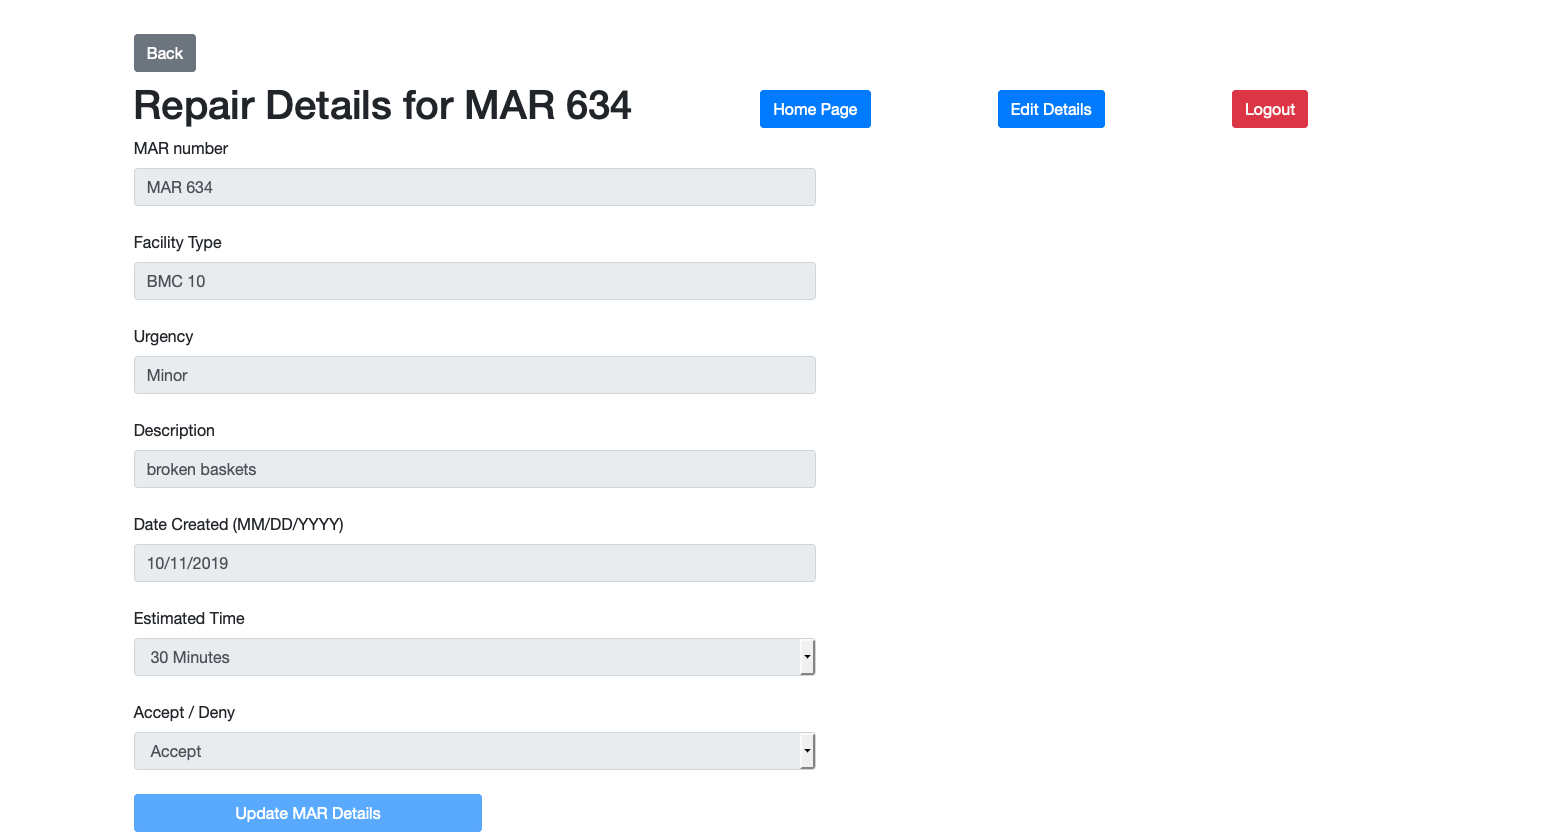 Back
Repair Details for MAR 634
Home Page
Edit Details
Logout
MAR number
MAR 634
Facility Type
BMC 10
Urgency
Minor
Description
broken baskets
Date Created (MM/DD/YYYY)
10/11/2019
Estimated Time
30 Minutes
Accept / Deny
Accept
Update MAR Details